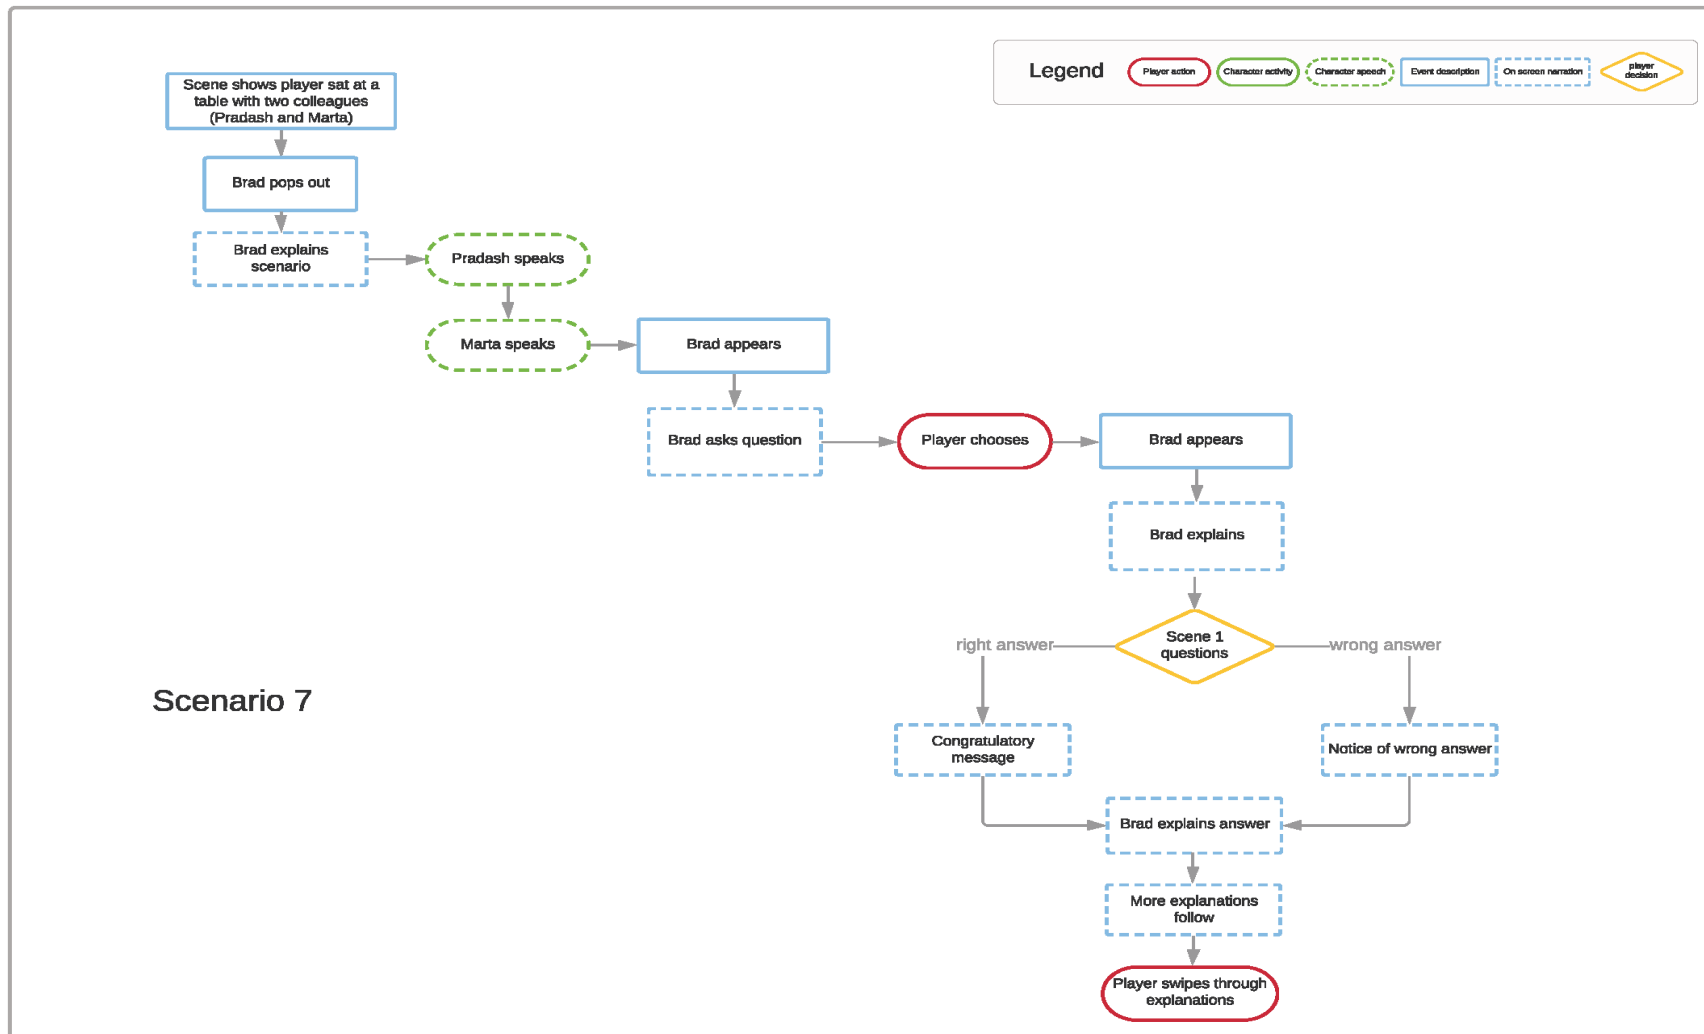 Legend
Player action
Character activity
Character speech
Event description
On screen narration
player
decision
Scene shows player sat at a
table with two colleagues
(Pradash and Marta)
Brad pops out
Brad explains
scenario
Pradash speaks
Marta speaks
Brad appears
Brad asks question
Player chooses
Brad appears
Brad explains
Scene 1
questions
right answer
wrong answer
Scenario 7
Congratulatory
message
Notice of wrong answer
Brad explains answer
More explanations
follow
Player swipes through
explanations